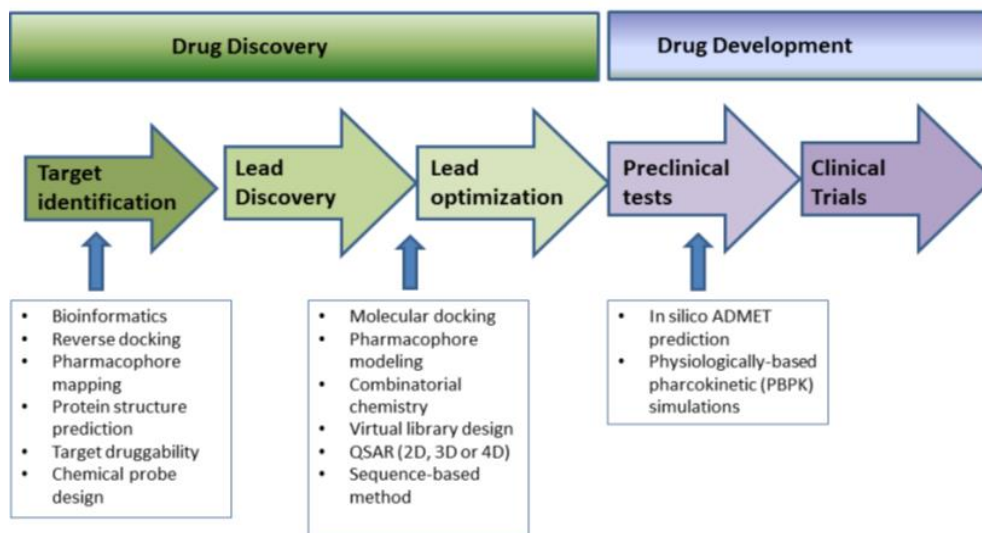 Drug Discovery
Drug Development
Target
identification
Lead
Discovery
Lead
optimization
Preclinical
tests
Clinical
Trials
• Bioinformatics
• Reverse docking
• Pharmacophore
mapping
• Protein structure
prediction
• Target druggability
• Chemical probe
design
• Molecular docking
• Pharmacophore
modeling
• Combinatorial
chemistry
• Virtual library design
• QSAR (2D, 3D or 4D)
• Sequence-based
method
• In silico ADMET
prediction
• Physiologically-based
pharcokinetic (PBPK)
simulations